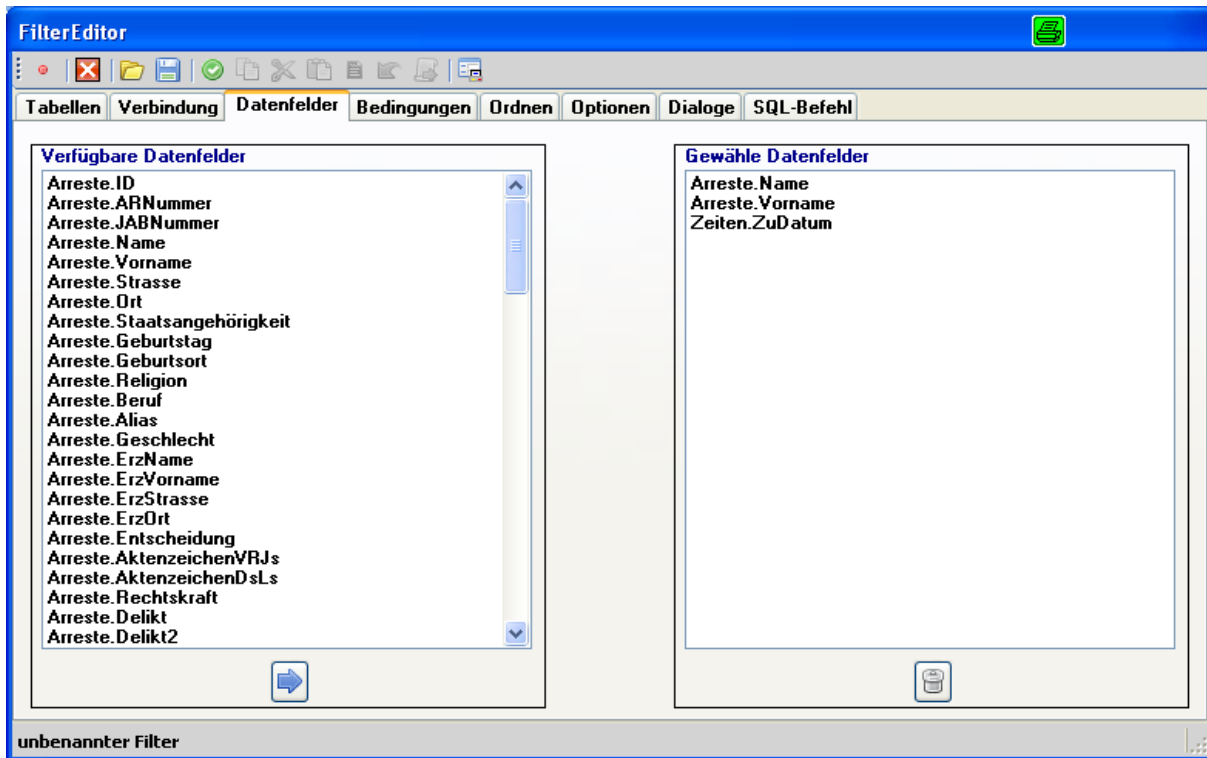 FilterEditor
Tabellen Verbindung Datenfelder Bedingungen Ordnen Optionen Dialoge SQL-Befehl
Verfügbare Datenfelder
Arreste.ID
Arreste.ARNummer
Arreste.JABNummer
Arreste.Name
Arreste.Vorname
Arreste.Strasse
Arreste.Ort
Arreste.Staatsangehörigkeit
Arreste.Geburtstag
Arreste.Geburtsort
Arreste.Religion
Arreste.Beruf
Arreste.Alias
Arreste.Geschlecht
Arreste.ErzName
Arreste.ErzVorname
Arreste.ErzStrasse
Arreste.ErzOrt
Arreste.Entscheidung
Arreste.AktenzeichenVRJs
Arreste.AktenzeichenDsLs
Arreste.Rechtskraft
Arreste.Delikt
Arreste.Delikt2
Gewähle Datenfelder
Arreste.Name
Arreste.Vorname
Zeiten.ZuDatum
unbenannter Filter